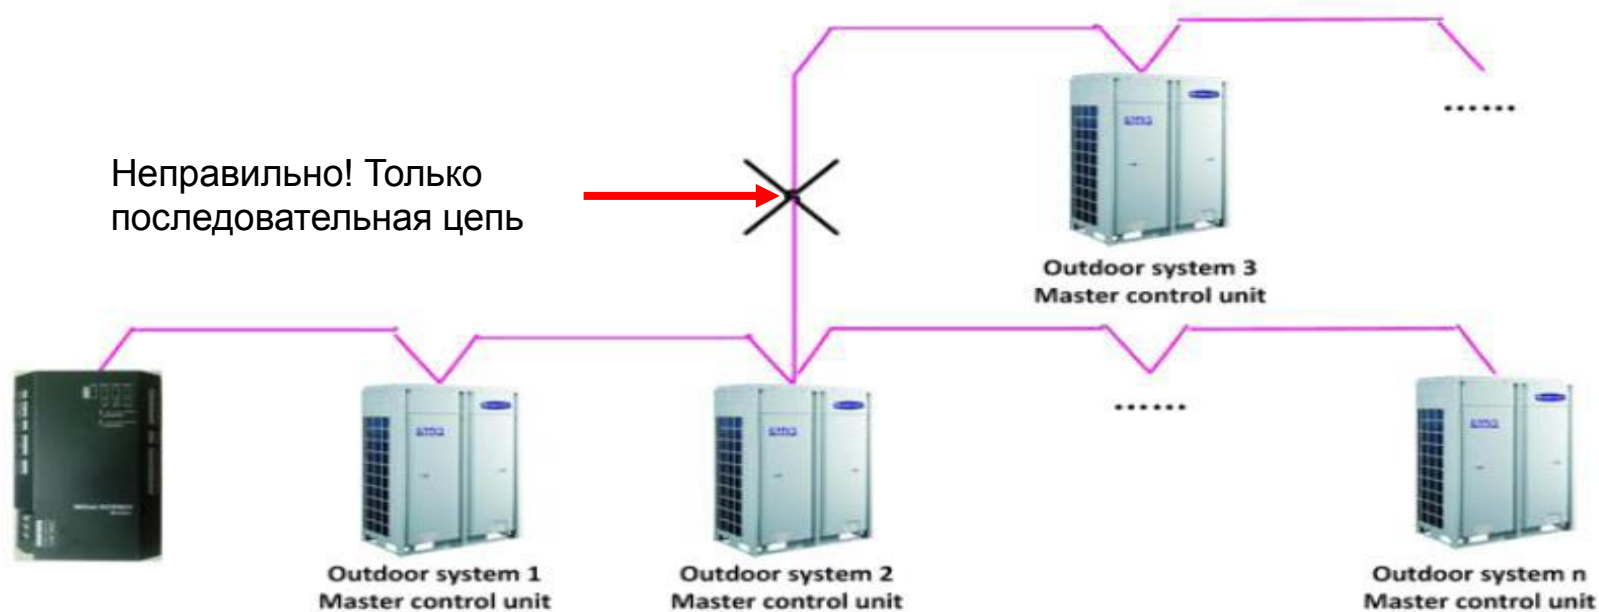 Неправильно! Только
последовательная цепь
......
Outdoor system 3
Master control unit
......
Outdoor system 1
Master control unit
Outdoor system 2
Master control unit
Outdoor system n
Master control unit